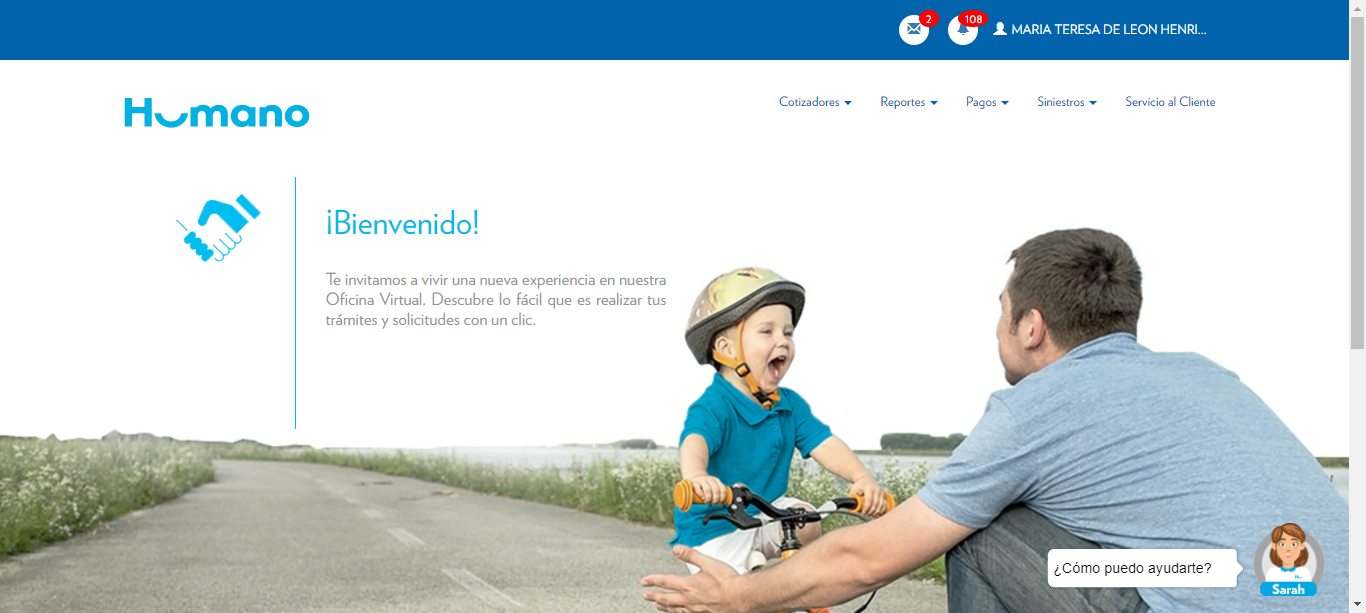 2
108
MARIA TERESA DE LEON HENRI...
Humano
Cotizadores
Reportes
Pagos
Siniestros
Servicio al Cliente
¡Bienvenido!
Te invitamos a vivir una nueva experiencia en nuestra
Oficina Virtual. Descubre lo fácil que es realizar tus
trámites y solicitudes con un clic.
¿Cómo puedo ayudarte?
Sarah